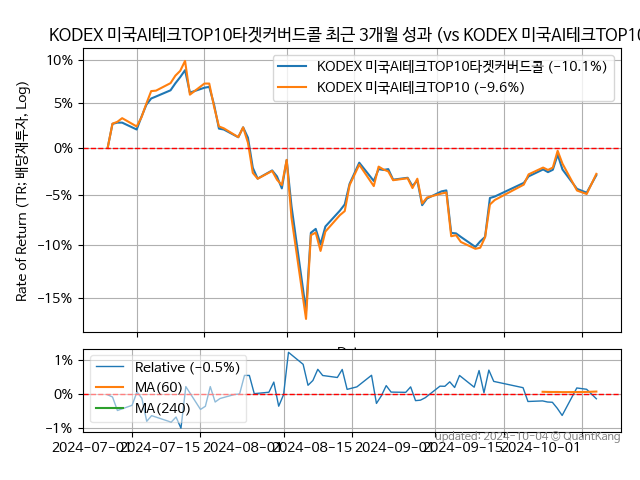 KODEX 미국AI테크TOP10타겟커버드콜 최근 3개월 성과 (vs KODEX 미국AI테크TOP10
Rate of Return (TR: 배당재투자, Log)
10%
5%
0%
−5%
−10%
−15%
KODEX 미국AI테크TOP10타겟커버드콜 (−10.1%)
KODEX 미국AI테크TOP10 (−9.6%)
1%
0%
−1%
Relative (−0.5%)
MA(60)
MA(240)
updated: 2024-10-04 © QuantKang
2024-07-01
2024-07-15
2024-08-01
2024-08-15
2024-09-01
2024-09-15
2024-10-01